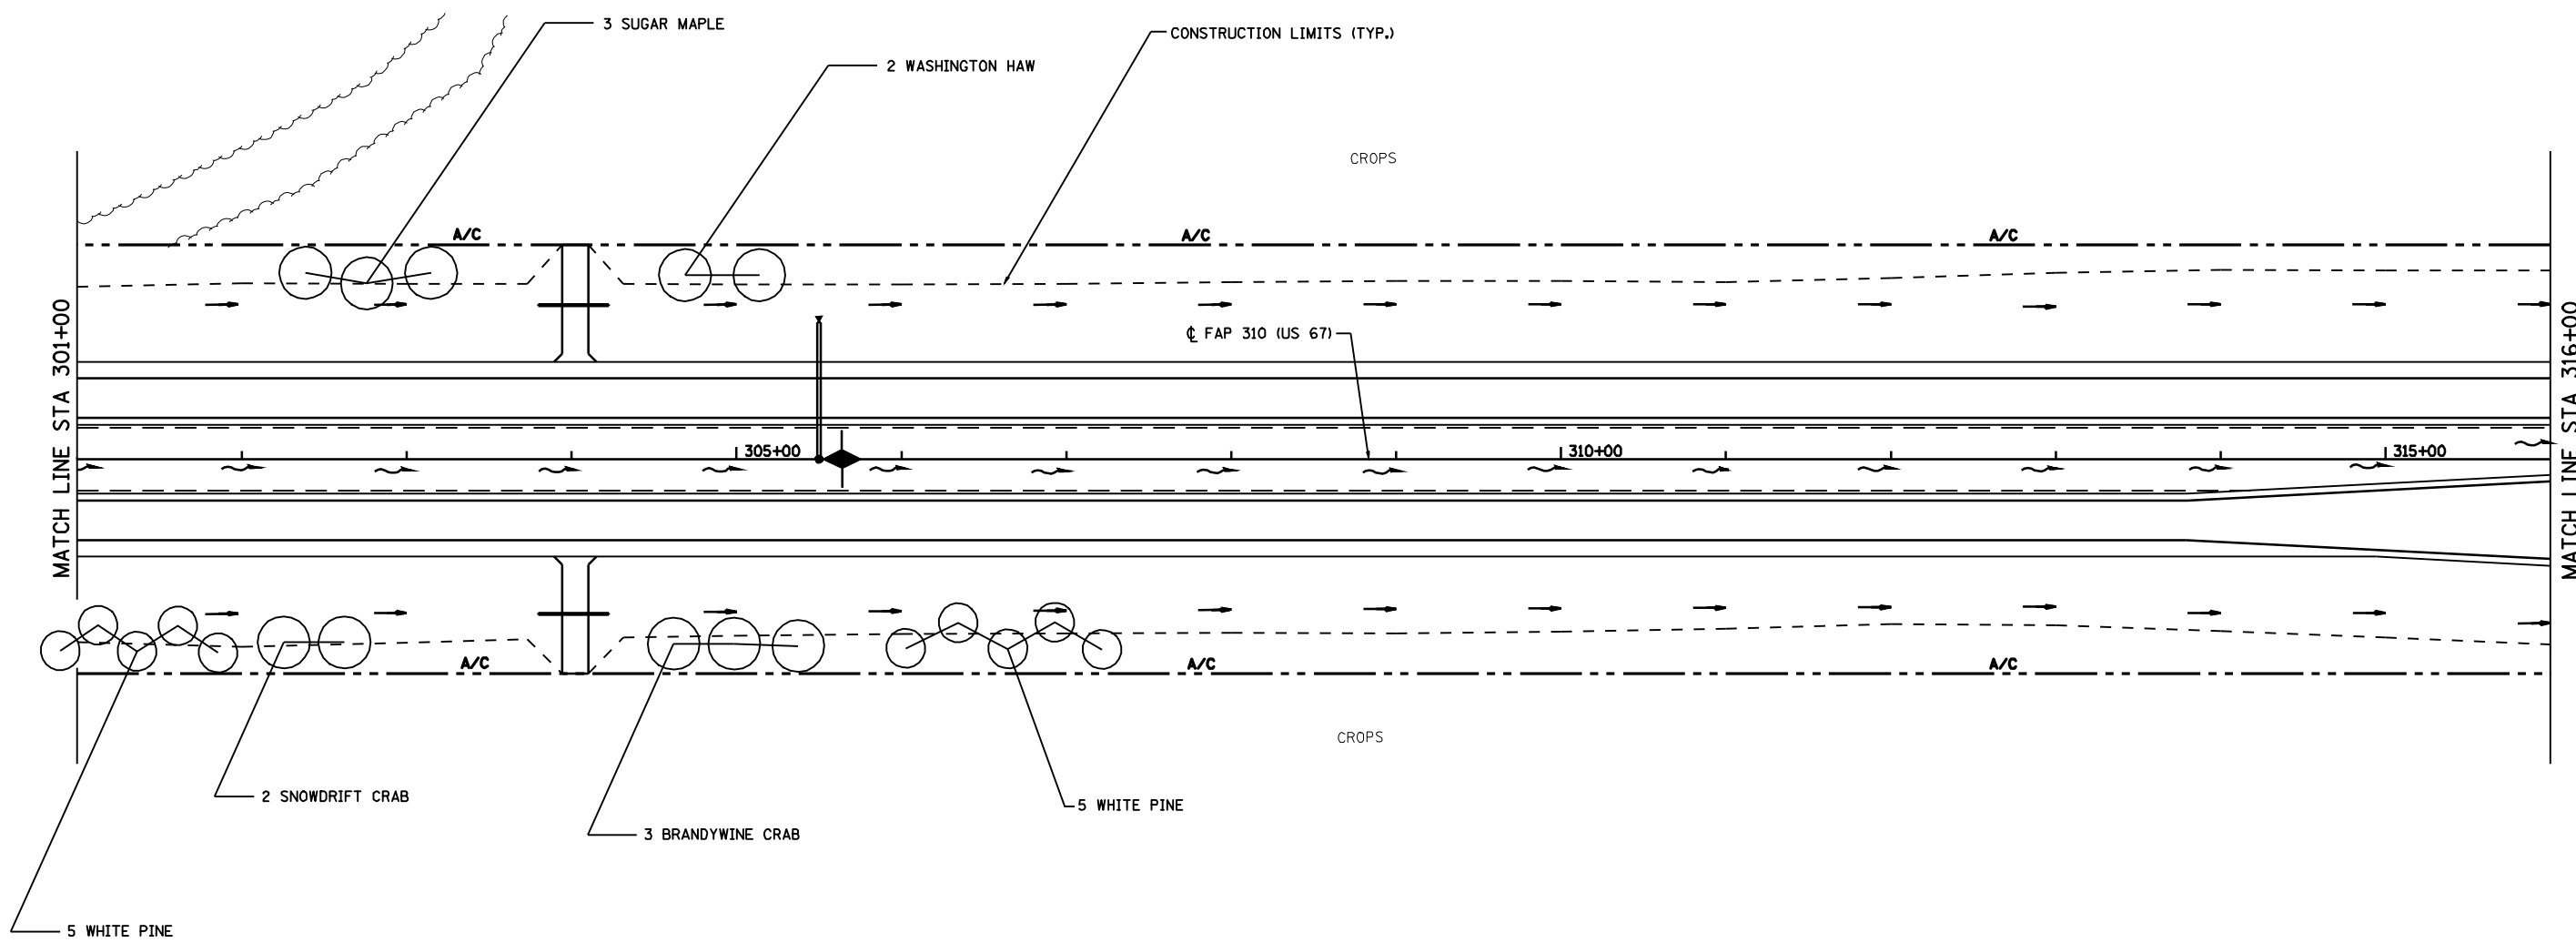 3 SUGAR MAPLE
CONSTRUCTION LIMITS (TYP.)
2 WASHINGTON HAW
CROPS
A/C
A/C
A/C
MATCH LINE STA 301+00
MATCH LINE STA 316+00
℄ FAP 310 (US 67)
305+00
310+00
315+00
A/C
A/C
A/C
CROPS
2 SNOWDRIFT CRAB
5 WHITE PINE
3 BRANDYWINE CRAB
5 WHITE PINE